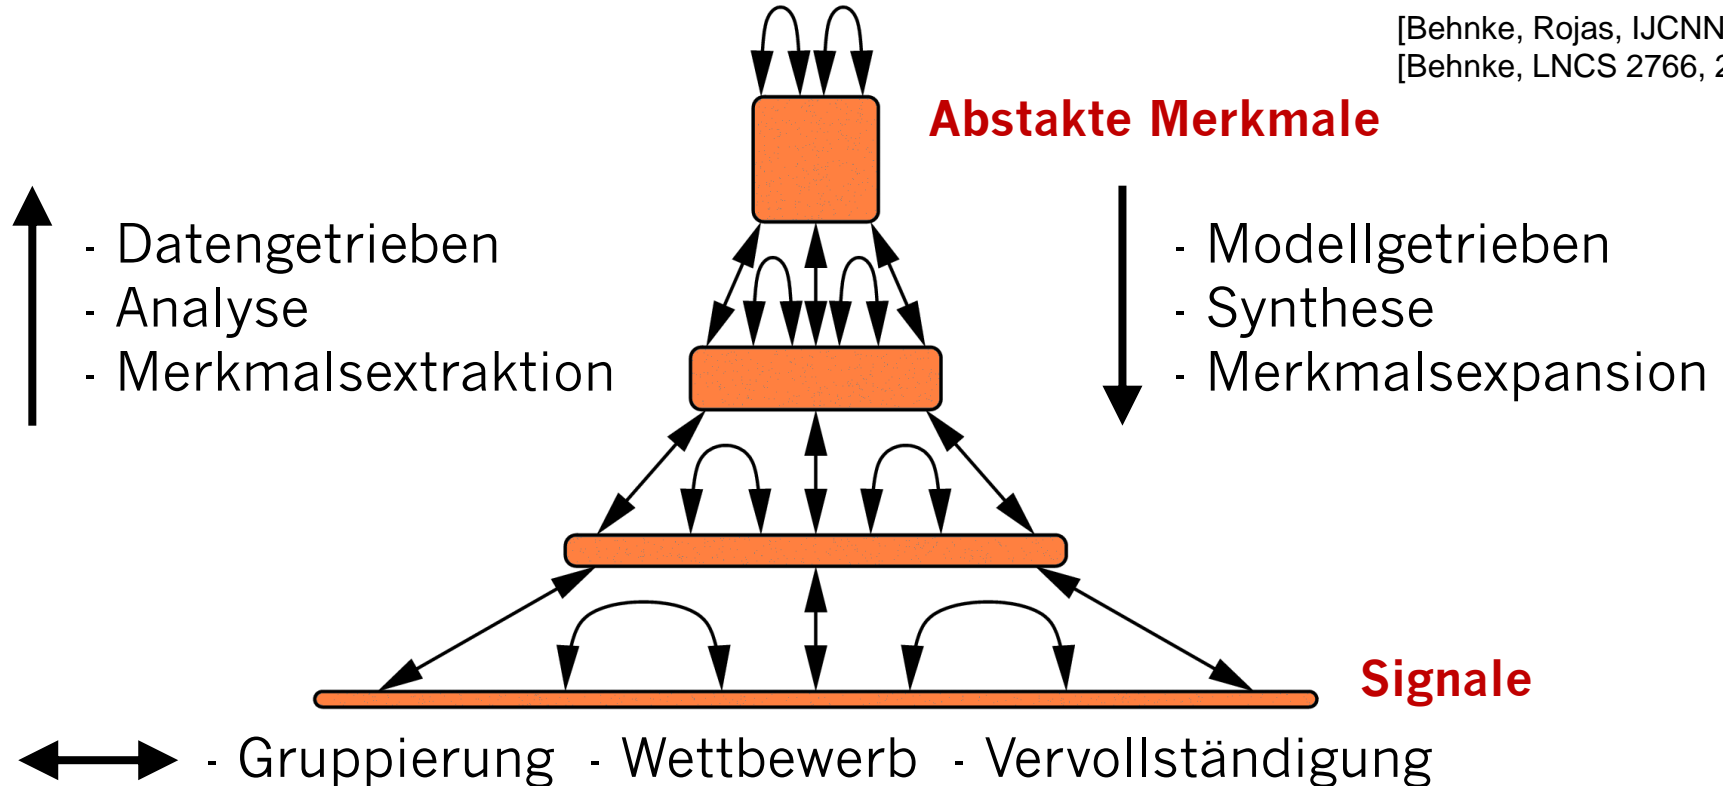 [Behnke, Rojas, IJCNN
[Behnke, LNCS 2766, 2
Abstakte Merkmale
- Datengetrieben
- Analyse
- Merkmalsextraktion
- Modellgetrieben
- Synthese
- Merkmalsexpansion
Signale
- Gruppierung - Wettbewerb - Vervollständigung